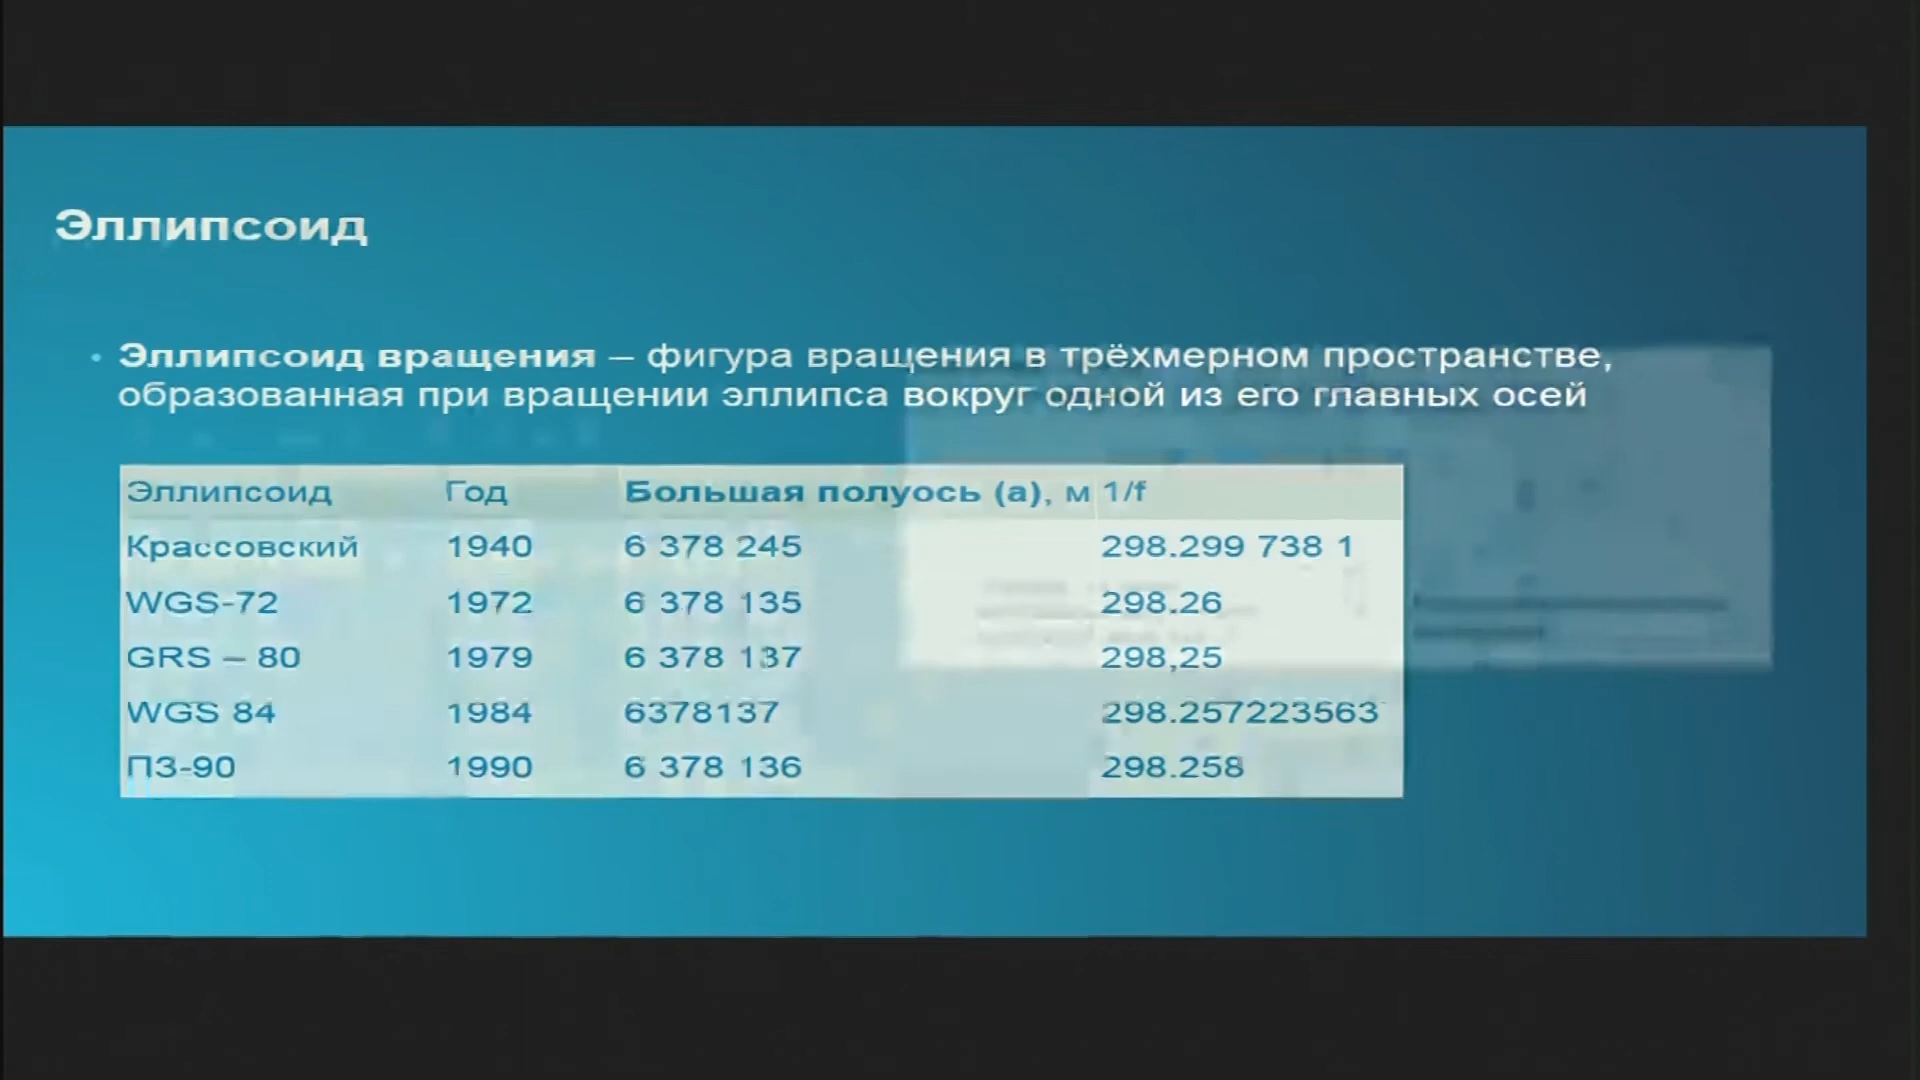 Эллипсоид
• Эллипсоид вращения – фигура вращения в трёхмерном пространстве,
образованная при вращении эллипса вокруг одной из его главных осей
Эллипсоид Год Большая полуось (а), м 1/f
Крассовский 1940 6 378 245 298.299 738 1
WGS-72 1972 6 378 135 298.26
GRS – 80 1979 6 378 137 298,25
WGS 84 1984 6378137 298.257223563
ПЗ-90 1990 6 378 136 298.258